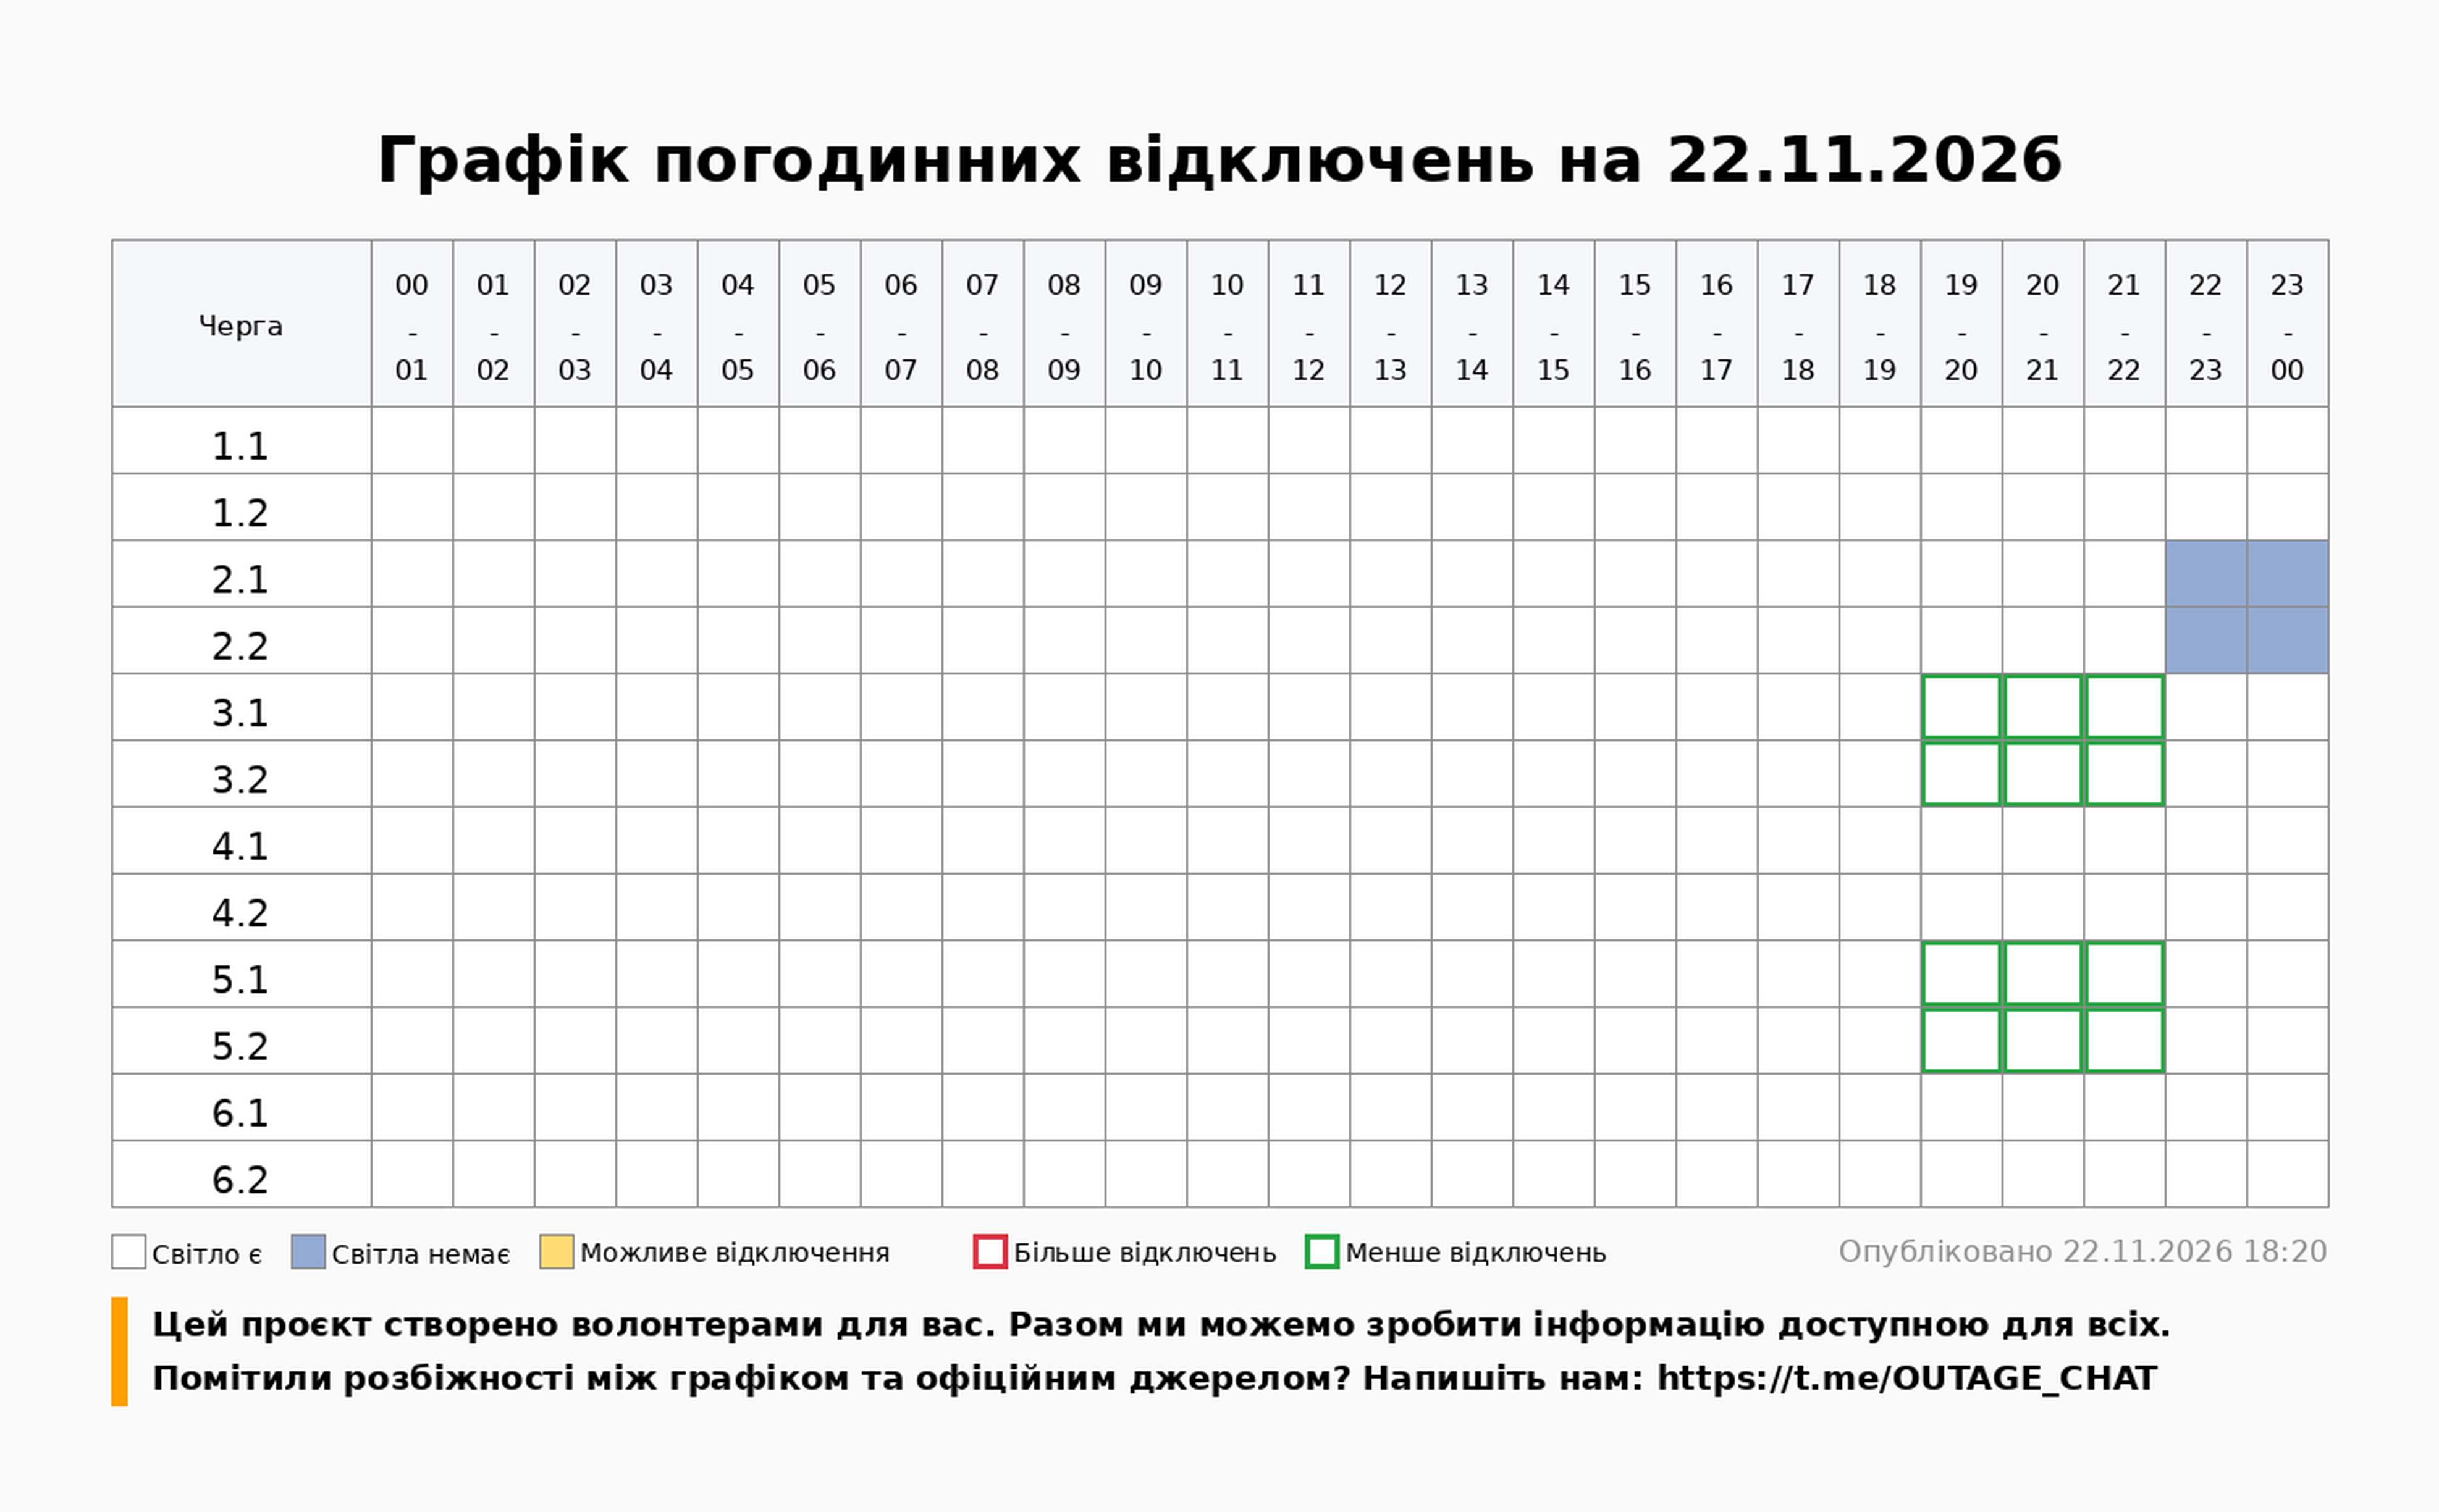 Графік погодинних відключень на 22.11.2026
Черга 00 - 01 01 - 02 02 - 03 03 - 04 04 - 05 05 - 06 06 - 07 07 - 08 08 - 09 09 - 10 10 - 11 11 - 12 12 - 13 13 - 14 14 - 15 15 - 16 16 - 17 17 - 18 18 - 19 19 - 20 20 - 21 21 - 22 22 - 23 23 - 00
1.1
1.2
2.1
2.2
3.1
3.2
4.1
4.2
5.1
5.2
6.1
6.2
Світло є Світла немає Можливе відключення Більше відключень Менше відключень Опубліковано 22.11.2026 18:20
Цей проєкт створено волонтерами для вас. Разом ми можемо зробити інформацію доступною для всіх.
Помітили розбіжності між графіком та офіційним джерелом? Напишіть нам: https://t.me/OUTAGE_CHAT